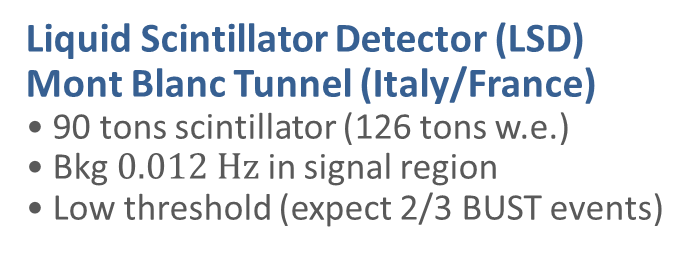 Liquid Scintillator Detector (LSD)
Mont Blanc Tunnel (Italy/France)
• 90 tons scintillator (126 tons w.e.)
• Bkg 0.012 Hz in signal region
• Low threshold (expect 2/3 BUST events)